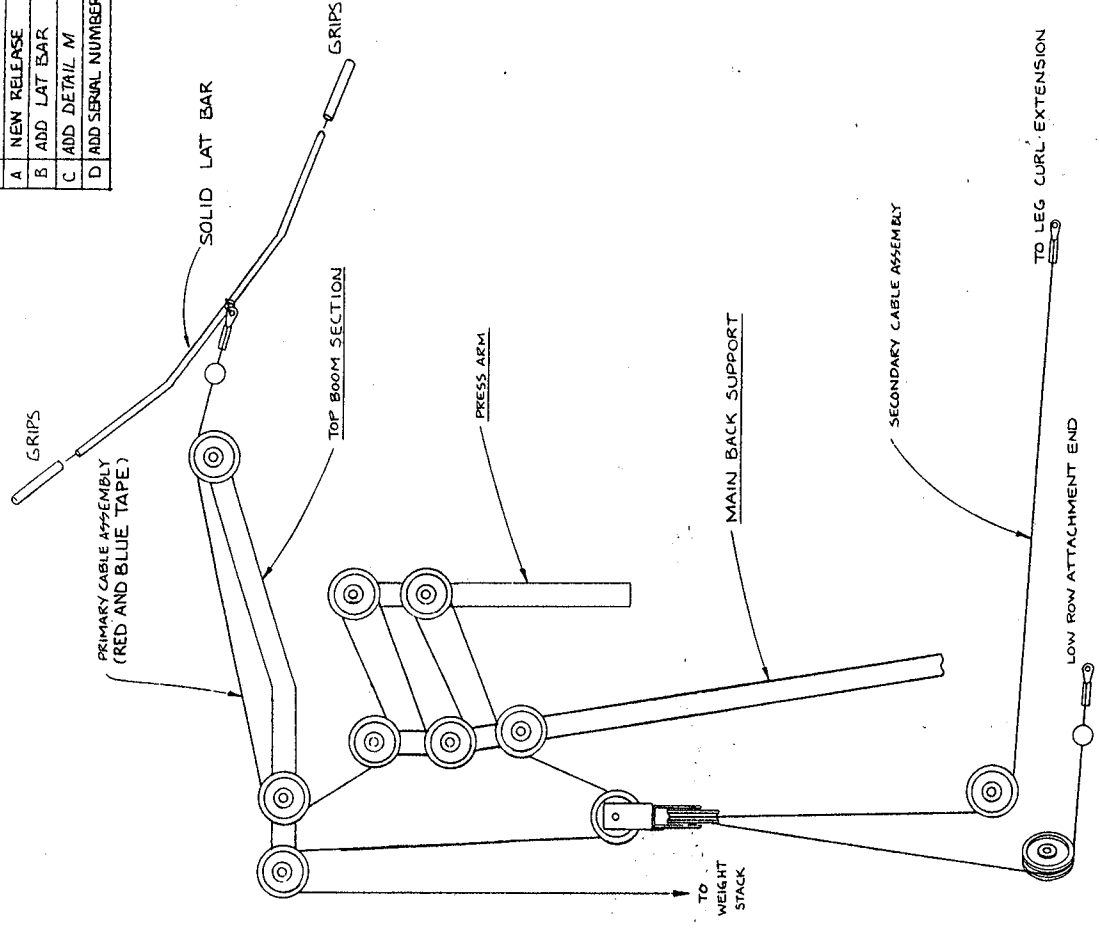 A NEW RELEASE
B ADD LAT BAR
C ADD DETAIL M
D ADD SERIAL NUMBER
GRIPS
GRIPS
SOLID LAT BAR
PRIMARY CABLE ASSEMBLY
(RED AND BLUE TAPE)
TOP BOOM SECTION
PRESS ARM
MAIN BACK SUPPORT
SECONDARY CABLE ASSEMBLY
TO LEG CURL EXTENSION
LOW ROW ATTACHMENT END
TO
WEIGHT
STACK